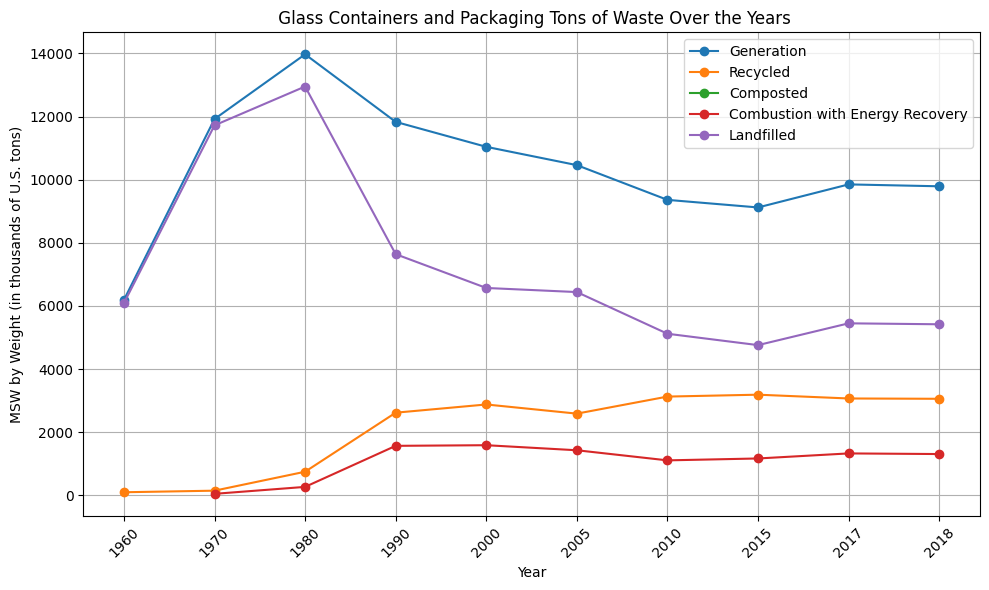 Glass Containers and Packaging Tons of Waste Over the Years
MSW by Weight (in thousands of U.S. tons)
14000
12000
10000
8000
6000
4000
2000
0
Generation
Recycled
Composted
Combustion with Energy Recovery
Landfilled
1960 1970 1980 1990 2000 2005 2010 2015 2017 2018
Year